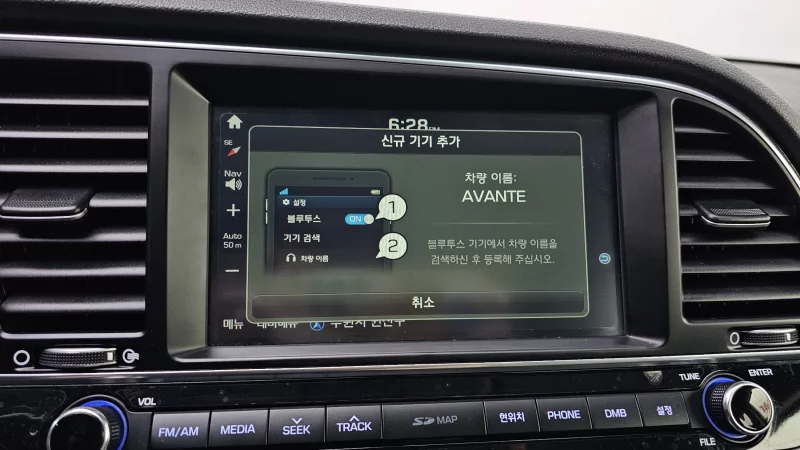 6:28 PM
신규 기기 추가
SE
Nav
+
Auto
50 m
−
설정
블루투스 ON
기기 검색
차량 이름
1
2
차량 이름:
AVANTE
블루투스 기기에서 차량 이름을
검색하신 후 등록해 주십시오.
취소
메뉴
VOL
FM/AM
MEDIA
SEEK
TRACK
SD MAP
현위치
PHONE
DMB
설정
TUNE
ENTER
FILE